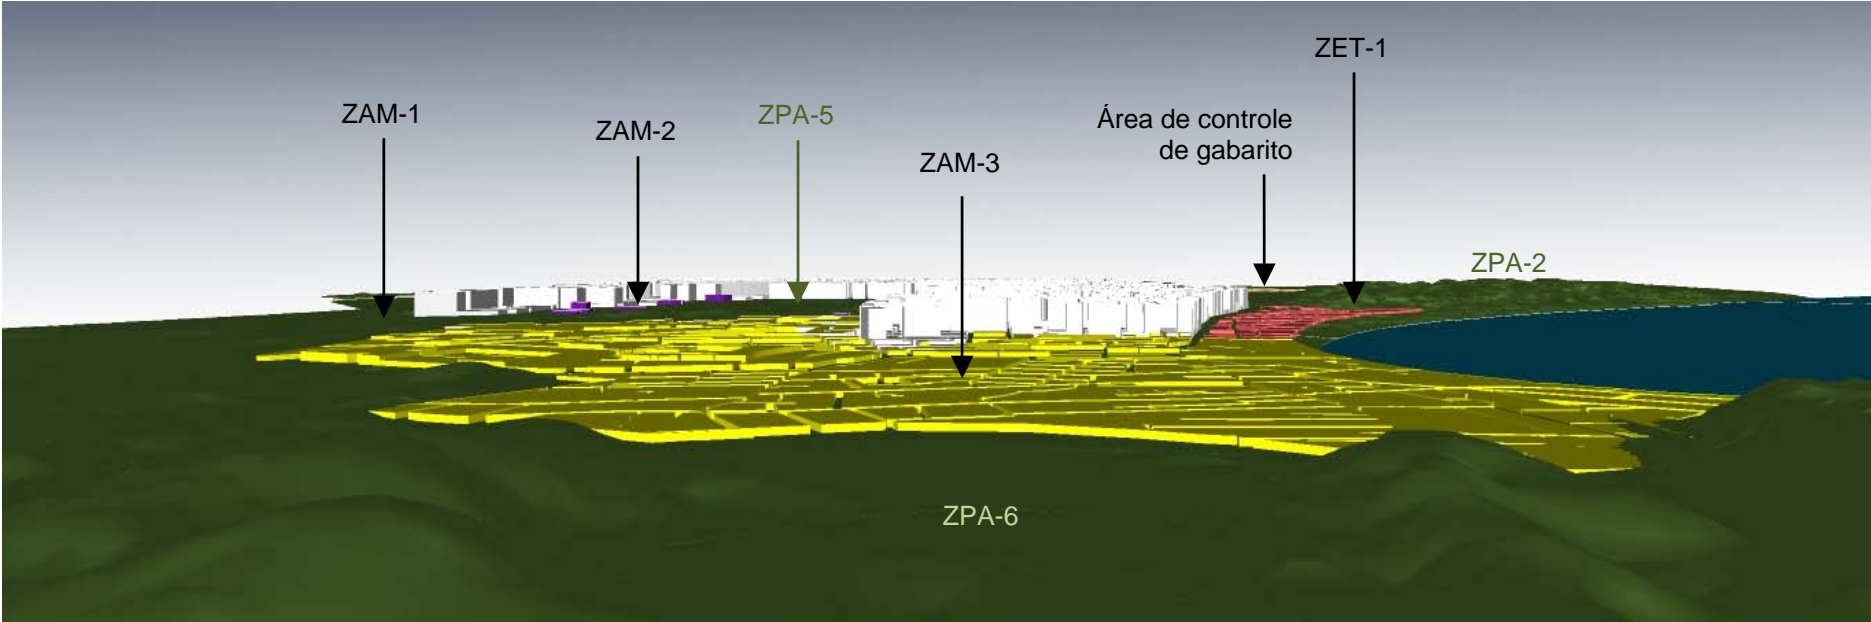 ZET-1
ZAM-1
ZAM-2
ZPA-5
Área de controle
de gabarito
ZAM-3
ZPA-2
ZPA-6